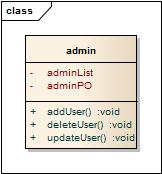 class
admin
- adminList
- adminPO
+ addUser() :void
+ deleteUser() :void
+ updateUser() :void